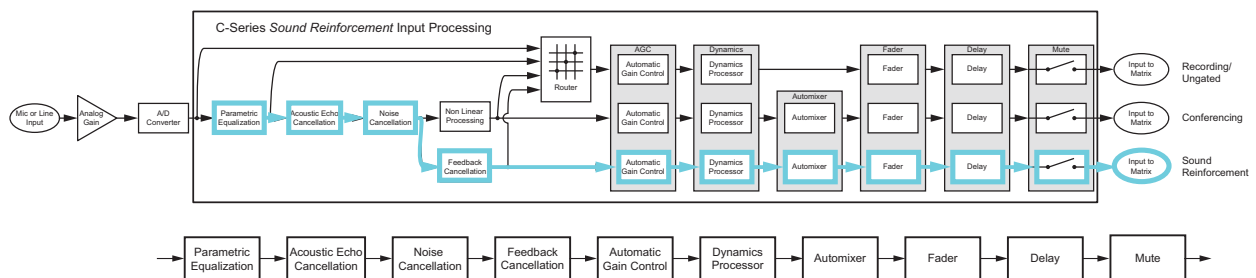 C-Series Sound Reinforcement Input Processing
AGC
Dynamics
Fader
Delay
Mute
Router
Automatic
Gain Control
Dynamics
Processor
Fader
Delay
Input to
Matrix
Recording/
Ungated
Automixer
Mic or Line
Input
Analog
Gain
A/D
Converter
Parametric
Equalization
Acoustic Echo
Cancellation
Noise
Cancellation
Non Linear
Processing
Automatic
Gain Control
Dynamics
Processor
Automixer
Fader
Delay
Input to
Matrix
Conferencing
Feedback
Cancellation
Automatic
Gain Control
Dynamics
Processor
Automixer
Fader
Delay
Input to
Matrix
Sound
Reinforcement
Parametric
Equalization
Acoustic Echo
Cancellation
Noise
Cancellation
Feedback
Cancellation
Automatic
Gain Control
Dynamics
Processor
Automixer
Fader
Delay
Mute